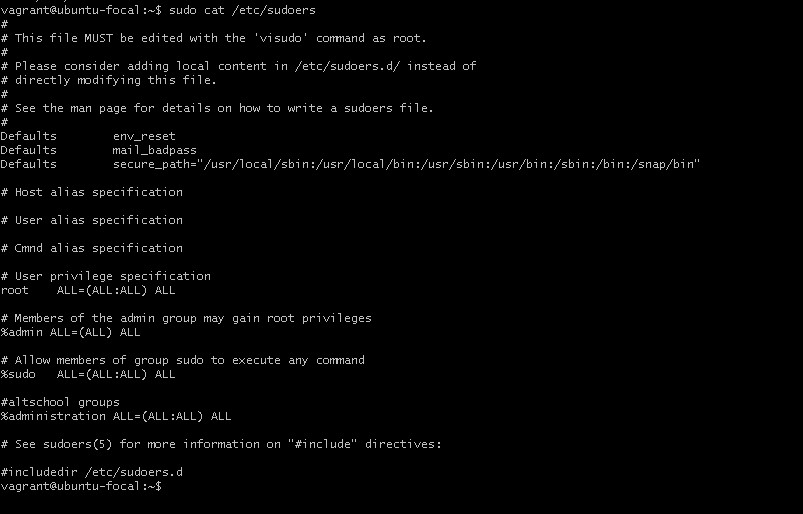 vagrant@ubuntu-focal:~$ sudo cat /etc/sudoers
#
# This file MUST be edited with the 'visudo' command as root.
#
# Please consider adding local content in /etc/sudoers.d/ instead of
# directly modifying this file.
#
# See the man page for details on how to write a sudoers file.
#
Defaults        env_reset
Defaults        mail_badpass
Defaults        secure_path="/usr/local/sbin:/usr/local/bin:/usr/sbin:/usr/bin:/sbin:/bin:/snap/bin"

# Host alias specification

# User alias specification

# Cmnd alias specification

# User privilege specification
root    ALL=(ALL:ALL) ALL

# Members of the admin group may gain root privileges
%admin ALL=(ALL) ALL

# Allow members of group sudo to execute any command
%sudo   ALL=(ALL:ALL) ALL

#altschool groups
%administration ALL=(ALL:ALL) ALL

# See sudoers(5) for more information on "#include" directives:

#includedir /etc/sudoers.d
vagrant@ubuntu-focal:~$